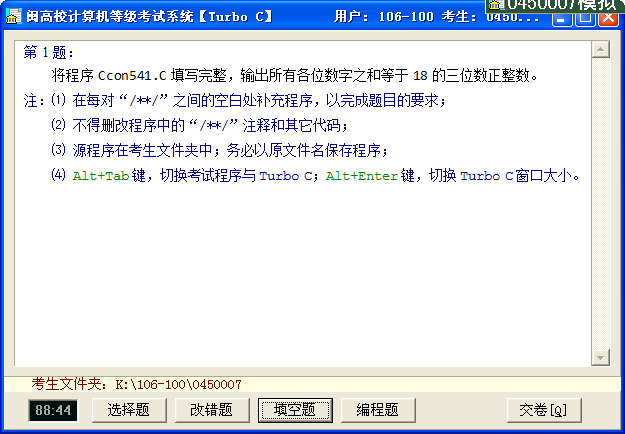 0450007模拟
闽高校计算机等级考试系统【Turbo C】 用户: 106-100 考生: 0450...
第 1 题:
将程序 Ccon541.C 填写完整，输出所有各位数字之和等于 18 的三位数正整数。
注: ⑴ 在每对“/**/”之间的空白处补充程序，以完成题目的要求；
⑵ 不得删改程序中的“/**/”注释和其它代码；
⑶ 源程序在考生文件夹中；务必以原文件名保存程序；
⑷ Alt+Tab 键，切换考试程序与 Turbo C；Alt+Enter 键，切换 Turbo C 窗口大小。
考生文件夹: K:\106-100\0450007
88:44 选择题 改错题 填空题 编程题 交卷[Q]